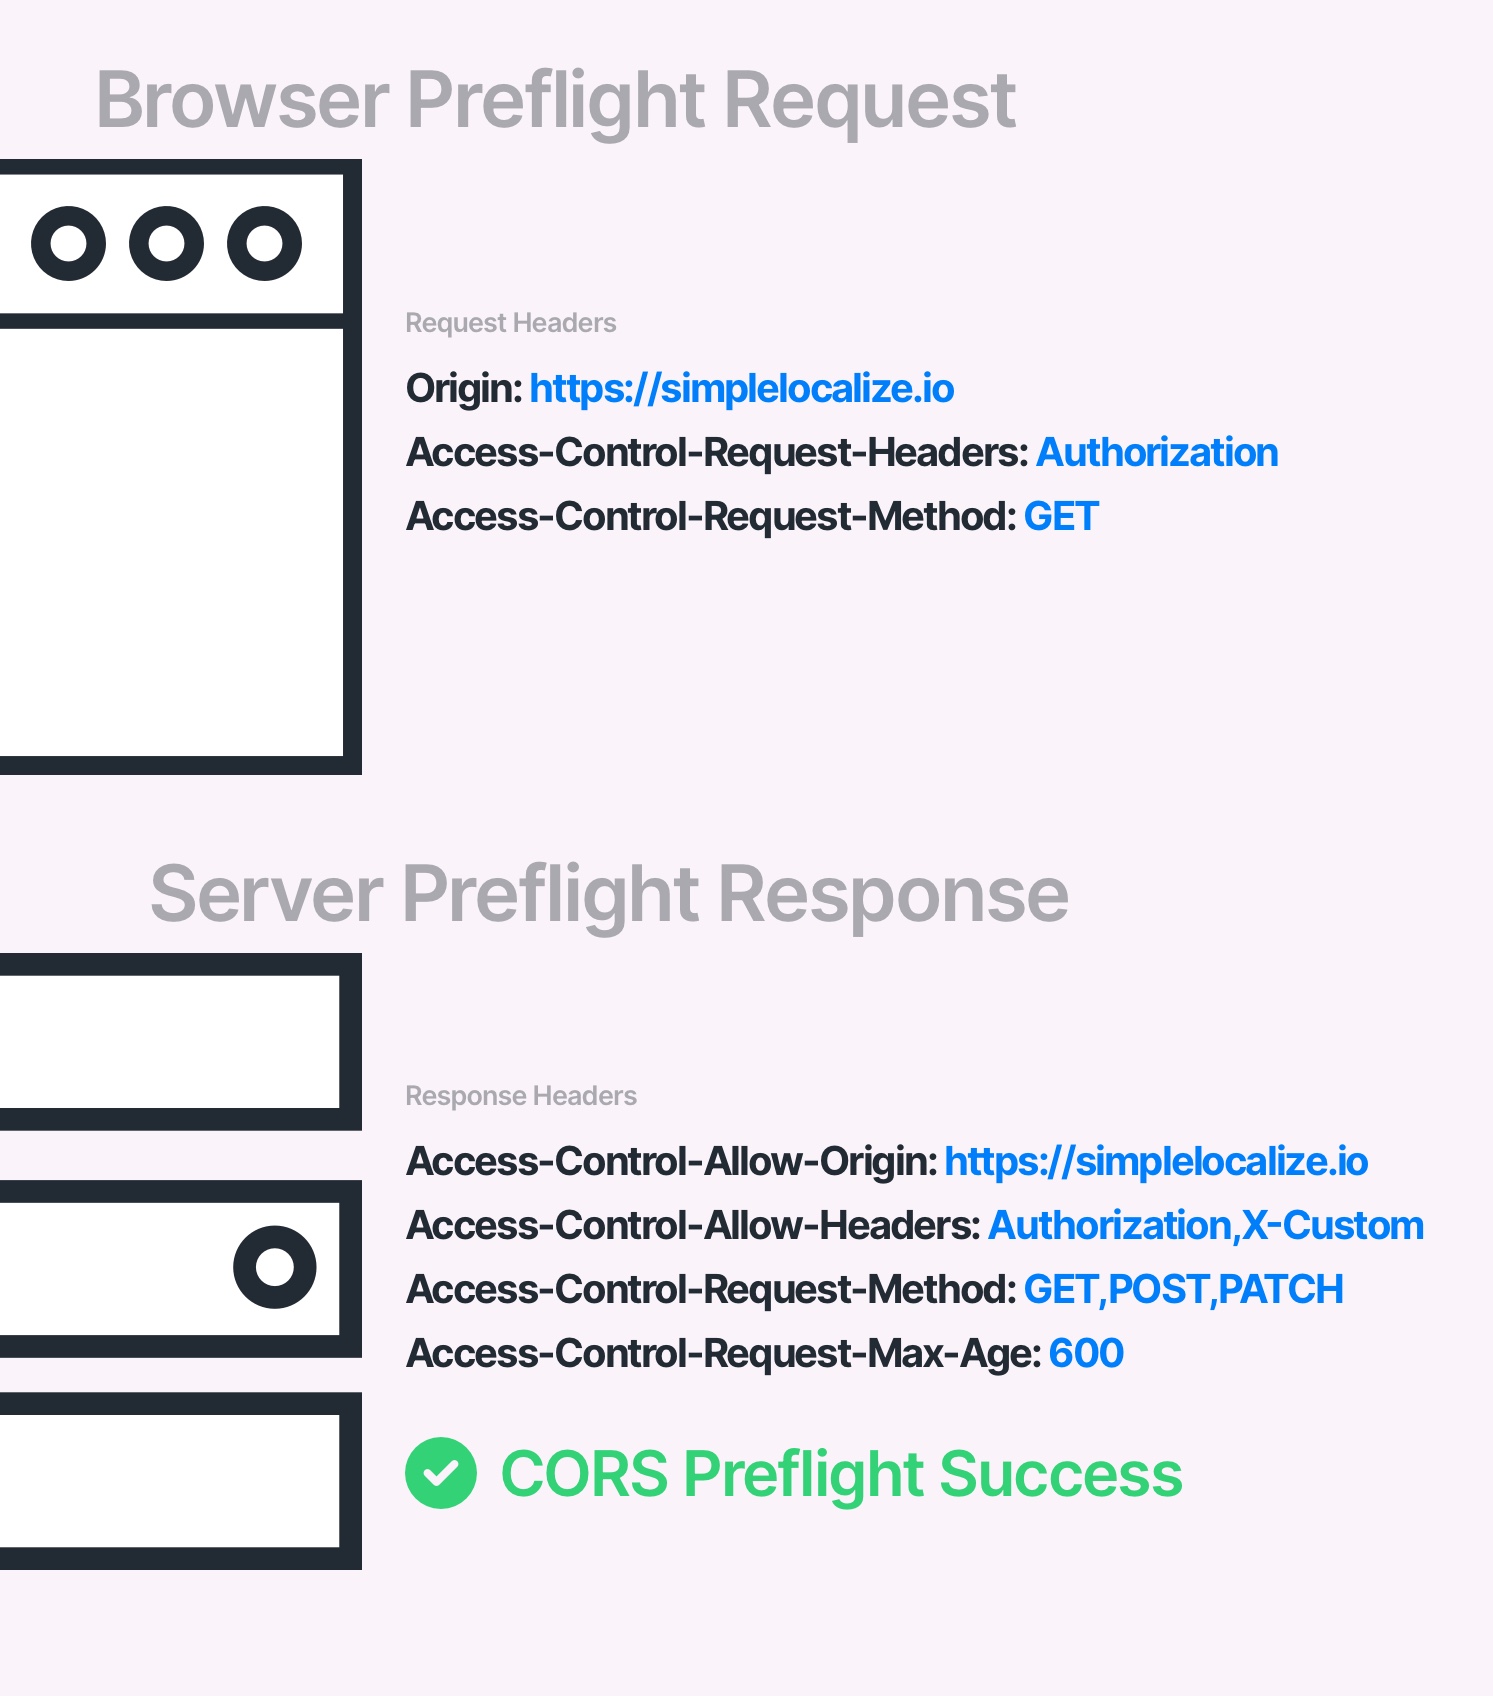 Browser Preflight Request
Request Headers
Origin: https://simplelocalize.io
Access-Control-Request-Headers: Authorization
Access-Control-Request-Method: GET
Server Preflight Response
Response Headers
Access-Control-Allow-Origin: https://simplelocalize.io
Access-Control-Allow-Headers: Authorization,X-Custom
Access-Control-Request-Method: GET,POST,PATCH
Access-Control-Request-Max-Age: 600
CORS Preflight Success